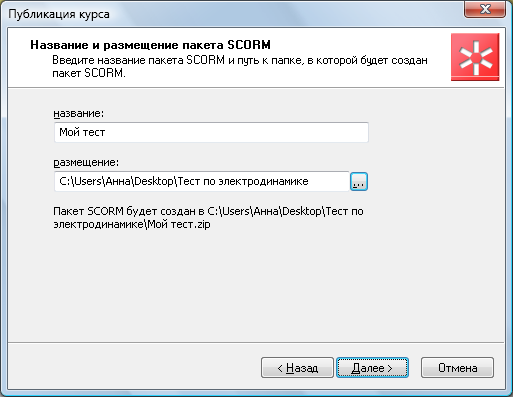 Публикация курса
Название и размещение пакета SCORM
Введите название пакета SCORM и путь к папке, в которой будет создан
пакет SCORM.
название:
Мой тест
размещение:
C:\Users\Анна\Desktop\Тест по электродинамике
...
Пакет SCORM будет создан в C:\Users\Анна\Desktop\Тест по
электродинамике\Мой тест.zip
< Назад
Далее >
Отмена